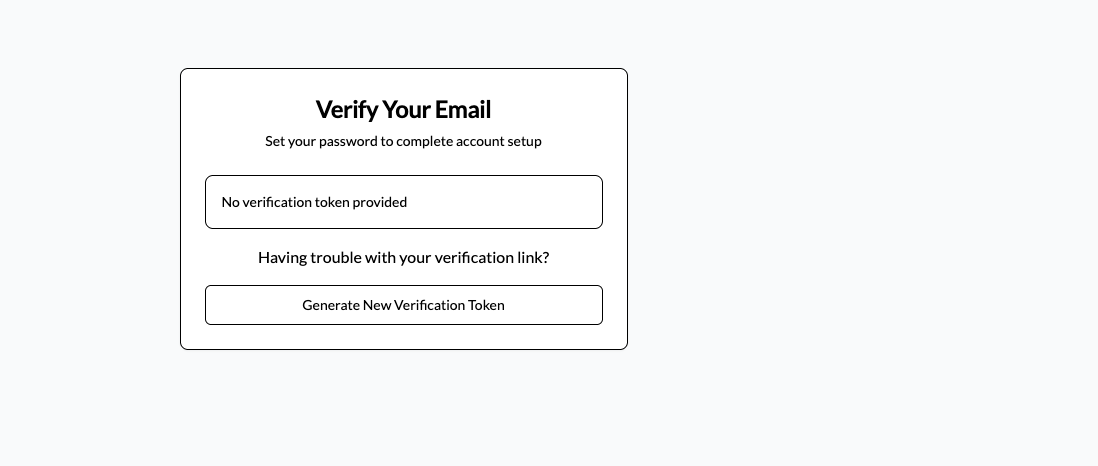 Verify Your Email
Set your password to complete account setup
No verification token provided
Having trouble with your verification link?
Generate New Verification Token